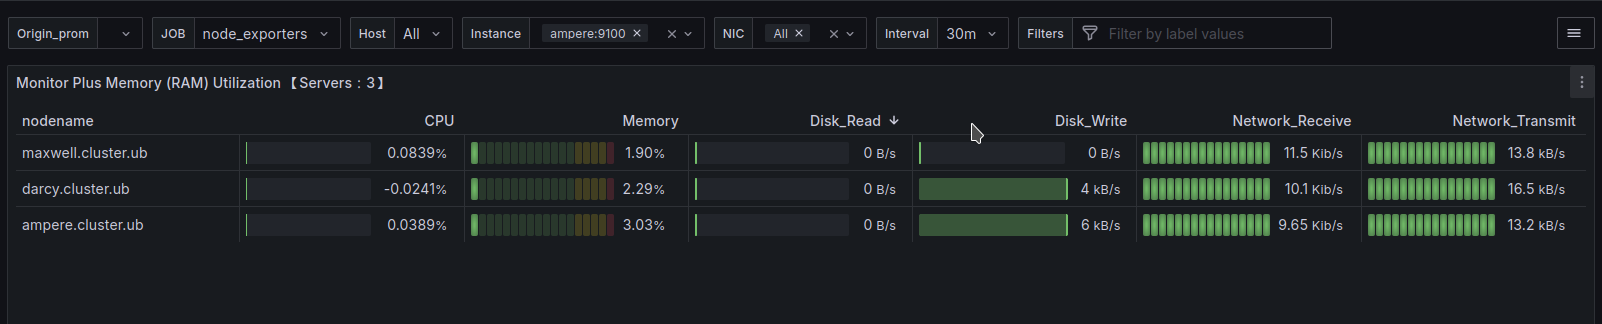 Origin_prom JOB node_exporters Host All Instance ampere:9100 NIC All Interval 30m Filters Filter by label values
Monitor Plus Memory (RAM) Utilization 【Servers : 3】
nodename CPU Memory Disk_Read Disk_Write Network_Receive Network_Transmit
maxwell.cluster.ub 0.0839% 1.90% 0 B/s 0 B/s 11.5 Kib/s 13.8 kB/s
darcy.cluster.ub -0.0241% 2.29% 0 B/s 4 kB/s 10.1 Kib/s 16.5 kB/s
ampere.cluster.ub 0.0389% 3.03% 0 B/s 6 kB/s 9.65 Kib/s 13.2 kB/s